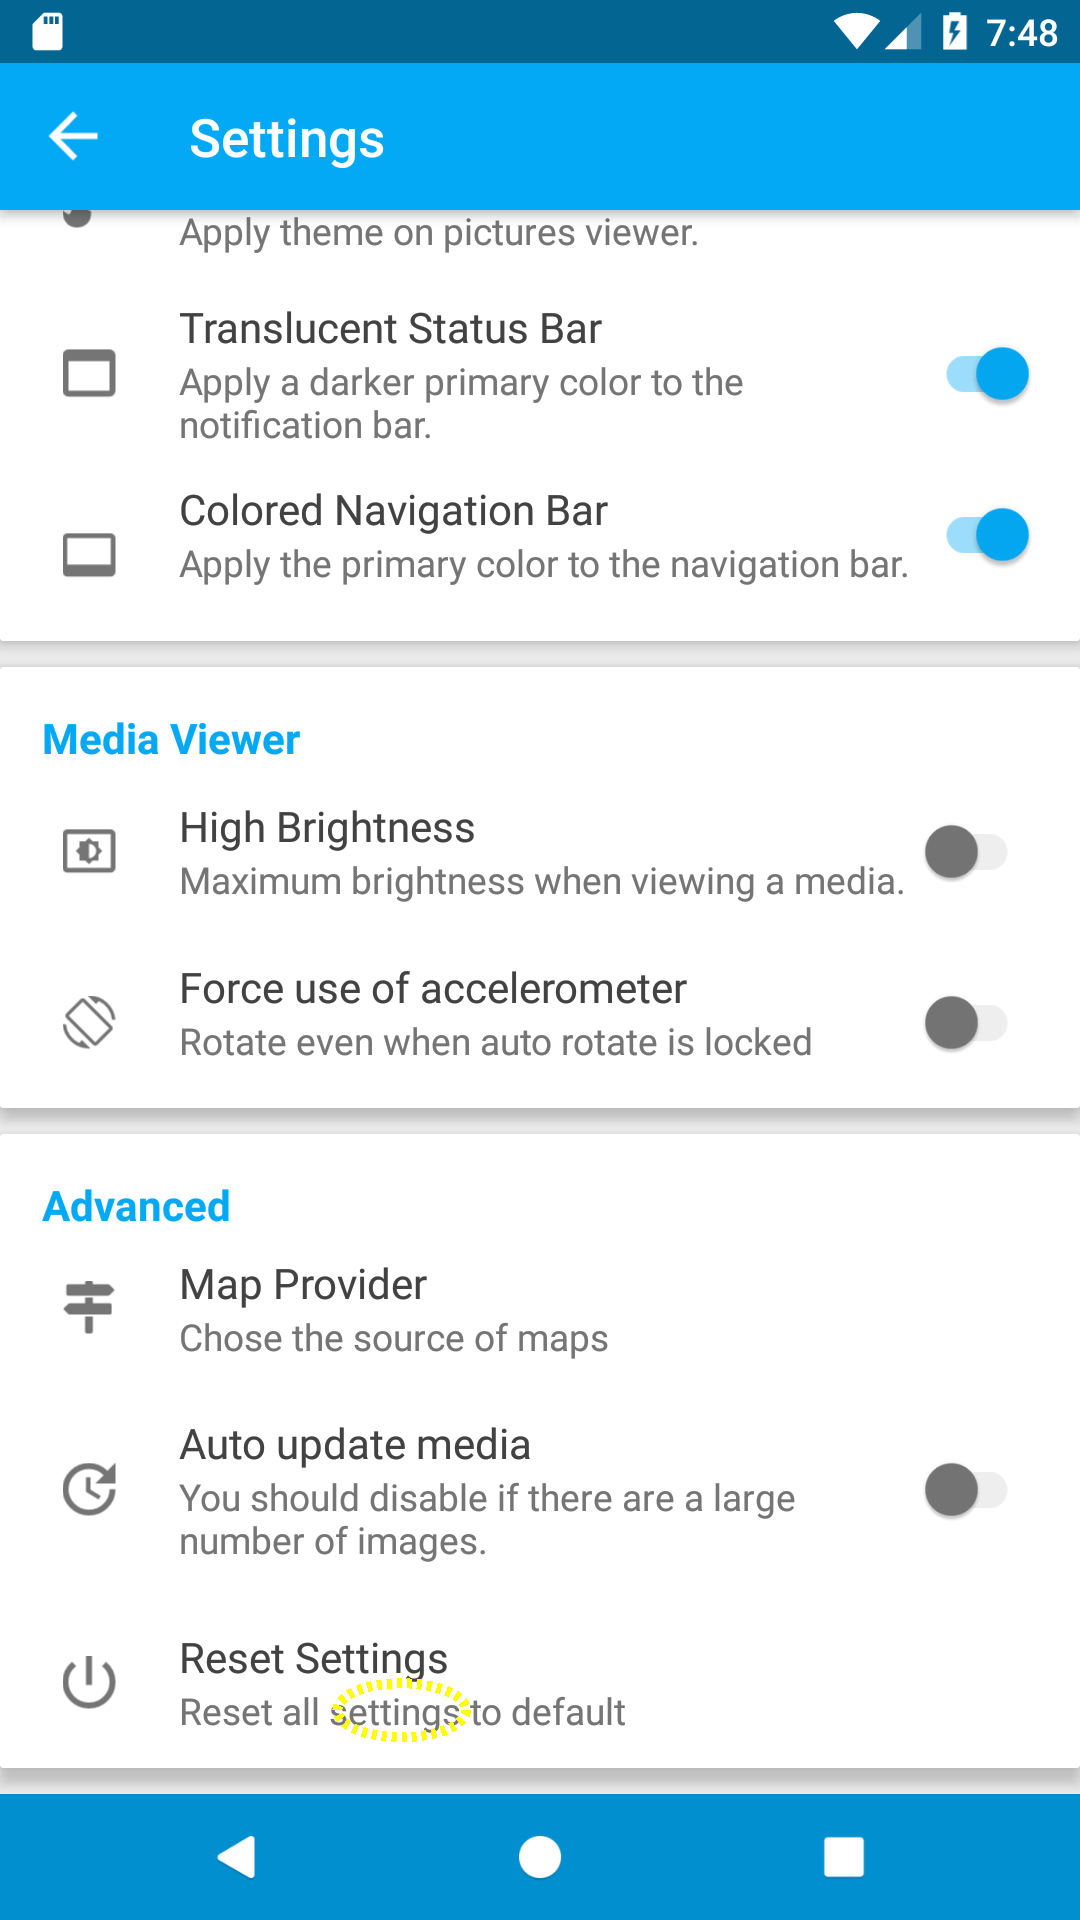 7:48
Settings
Apply theme on pictures viewer.
Translucent Status Bar
Apply a darker primary color to the
notification bar.
Colored Navigation Bar
Apply the primary color to the navigation bar.
Media Viewer
High Brightness
Maximum brightness when viewing a media.
Force use of accelerometer
Rotate even when auto rotate is locked
Advanced
Map Provider
Chose the source of maps
Auto update media
You should disable if there are a large
number of images.
Reset Settings
Reset all settings to default